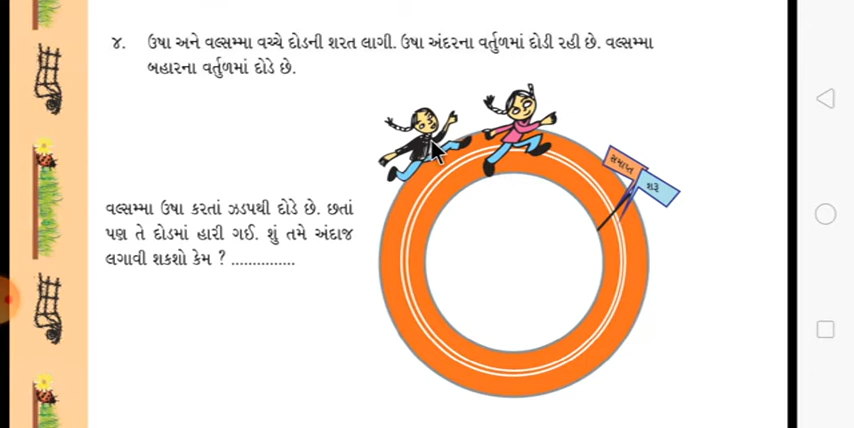 ૪. ઉષા અને વલ્સમ્મા વચ્ચે દોડની શરત લાગી. ઉષા અંદરના વર્તુળમાં દોડી રહી છે. વલ્સમ્મા
બહારના વર્તુળમાં દોડે છે.
સમાપ્ત
શરૂ
વલ્સમ્મા ઉષા કરતાં ઝડપથી દોડે છે. છતાં
પણ તે દોડમાં હારી ગઈ. શું તમે અંદાજ
લગાવી શકશો કેમ ? ...............